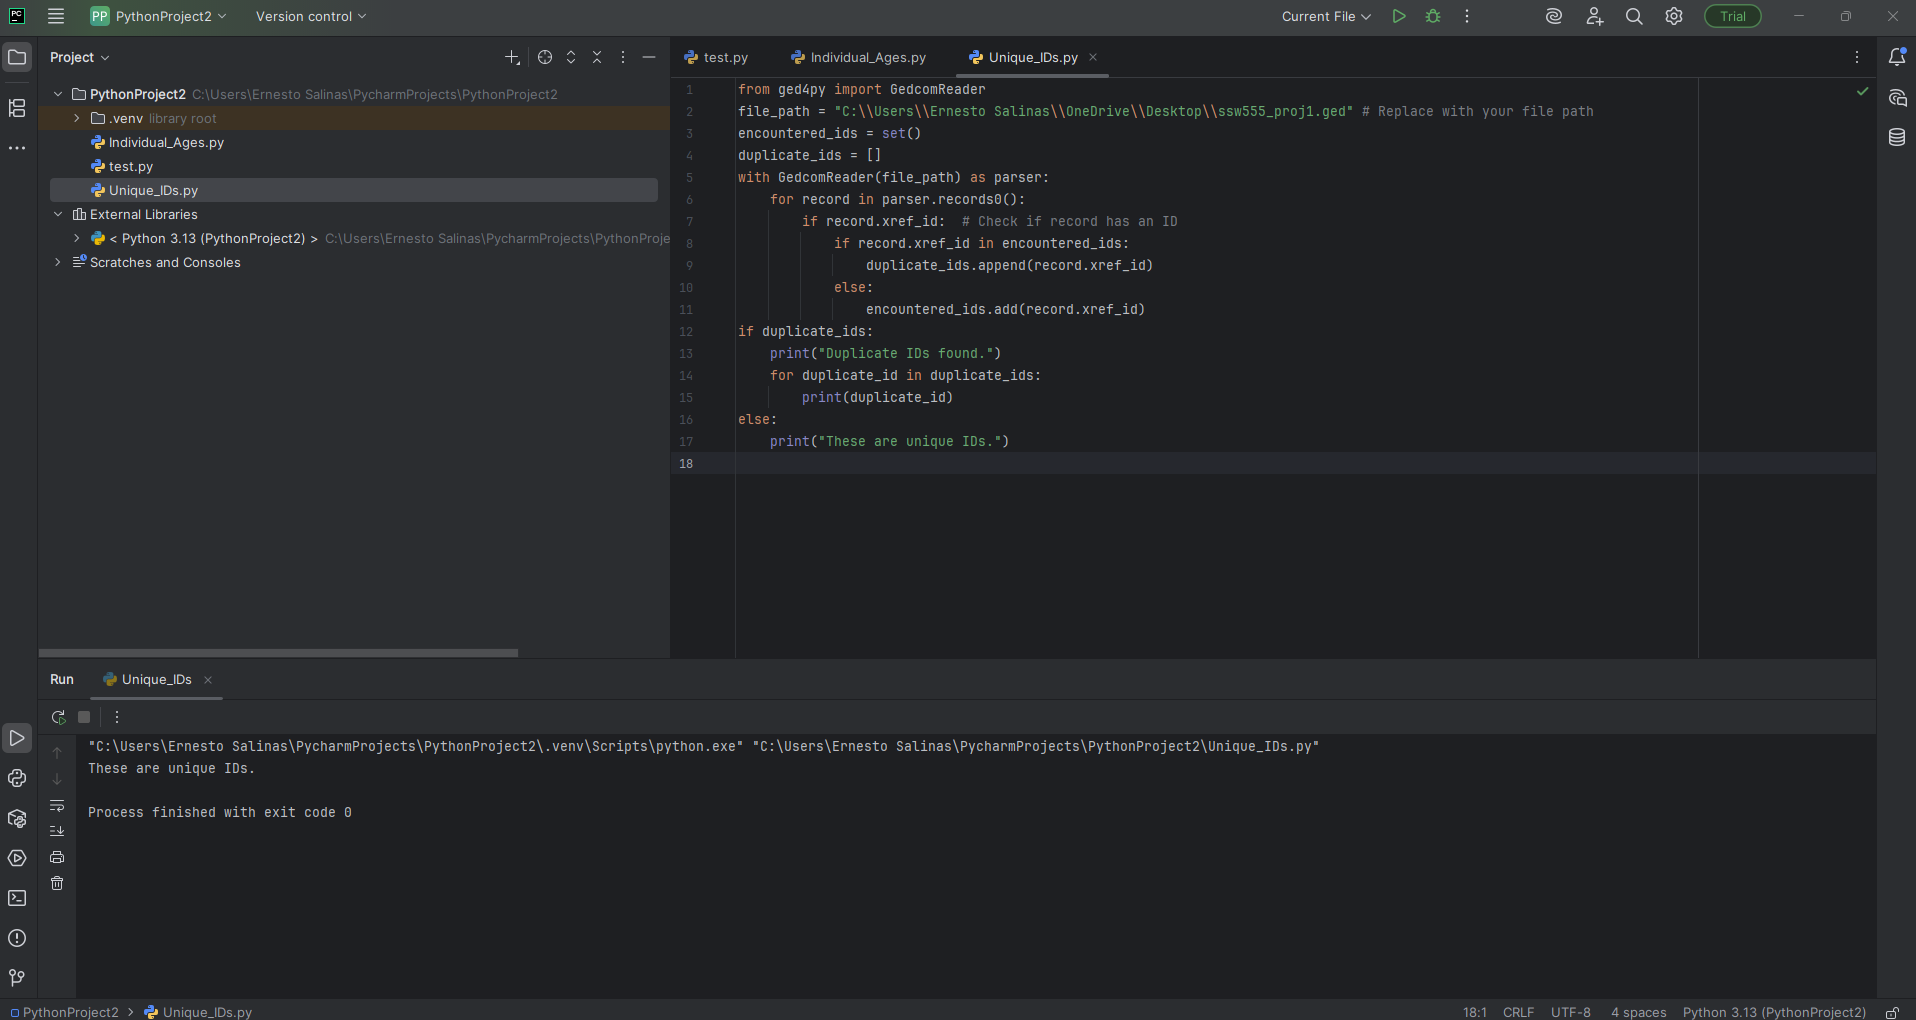 PC PP PythonProject2 Version control Current File Trial
Project
PythonProject2 C:\Users\Ernesto Salinas\PycharmProjects\PythonProject2
.venv library root
Individual_Ages.py
test.py
Unique_IDs.py
External Libraries
< Python 3.13 (PythonProject2) > C:\Users\Ernesto Salinas\PycharmProjects\PythonProje
Scratches and Consoles
test.py Individual_Ages.py Unique_IDs.py
1 from ged4py import GedcomReader
2 file_path = "C:\\Users\\Ernesto Salinas\\OneDrive\\Desktop\\ssw555_proj1.ged" # Replace with your file path
3 encountered_ids = set()
4 duplicate_ids = []
5 with GedcomReader(file_path) as parser:
6     for record in parser.records0():
7         if record.xref_id:  # Check if record has an ID
8             if record.xref_id in encountered_ids:
9                 duplicate_ids.append(record.xref_id)
10             else:
11                 encountered_ids.add(record.xref_id)
12 if duplicate_ids:
13     print("Duplicate IDs found.")
14     for duplicate_id in duplicate_ids:
15         print(duplicate_id)
16 else:
17     print("These are unique IDs.")
18
Run Unique_IDs
"C:\Users\Ernesto Salinas\PycharmProjects\PythonProject2\.venv\Scripts\python.exe" "C:\Users\Ernesto Salinas\PycharmProjects\PythonProject2\Unique_IDs.py"
These are unique IDs.
Process finished with exit code 0
PythonProject2 > Unique_IDs.py 18:1 CRLF UTF-8 4 spaces Python 3.13 (PythonProject2)